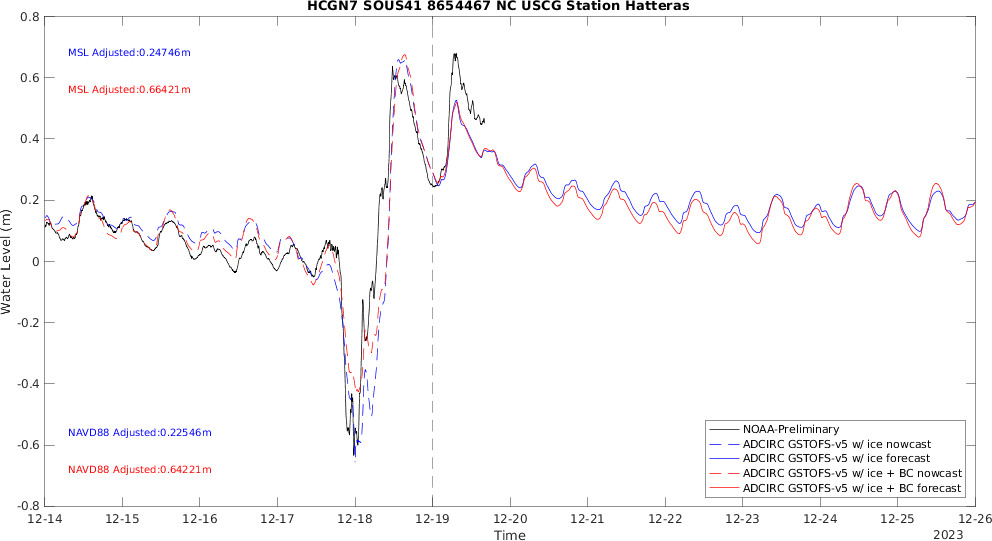 HCGN7 SOUS41 8654467 NC USCG Station Hatteras
MSL Adjusted:0.24746m
MSL Adjusted:0.66421m
NAVD88 Adjusted:0.22546m
NAVD88 Adjusted:0.64221m
Water Level (m)
0.8
0.6
0.4
0.2
0
-0.2
-0.4
-0.6
-0.8
NOAA-Preliminary
ADCIRC GSTOFS-v5 w/ ice nowcast
ADCIRC GSTOFS-v5 w/ ice forecast
ADCIRC GSTOFS-v5 w/ ice + BC nowcast
ADCIRC GSTOFS-v5 w/ ice + BC forecast
12-14 12-15 12-16 12-17 12-18 12-19 12-20 12-21 12-22 12-23 12-24 12-25 12-26
Time
2023